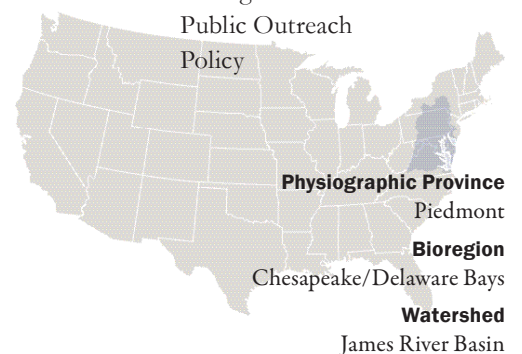 Public Outreach
Policy
Physiographic Province
Piedmont
Bioregion
Chesapeake/Delaware Bays
Watershed
James River Basin